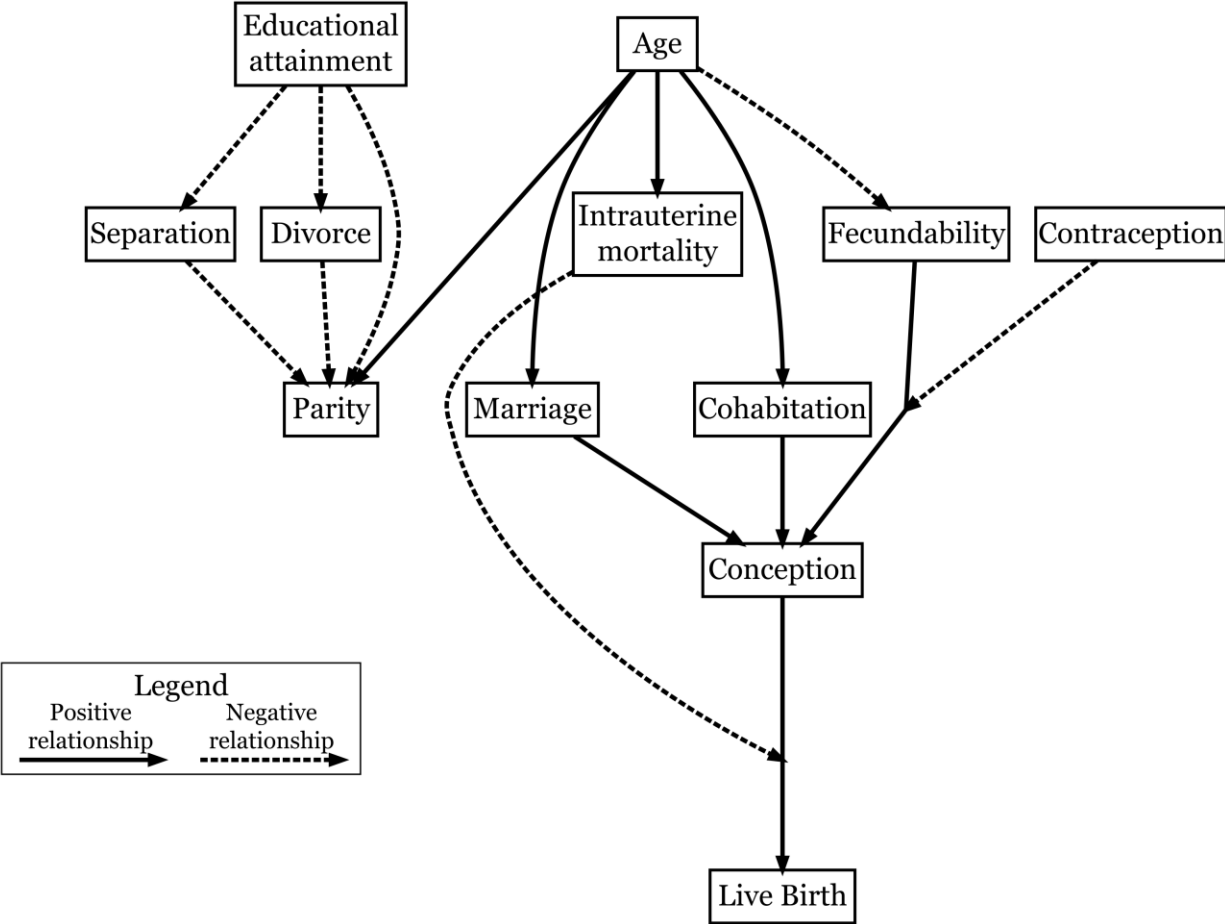 Educational
attainment
Age
Separation
Divorce
Intrauterine
mortality
Fecundability
Contraception
Parity
Marriage
Cohabitation
Conception
Legend
Positive
relationship
Negative
relationship
Live Birth